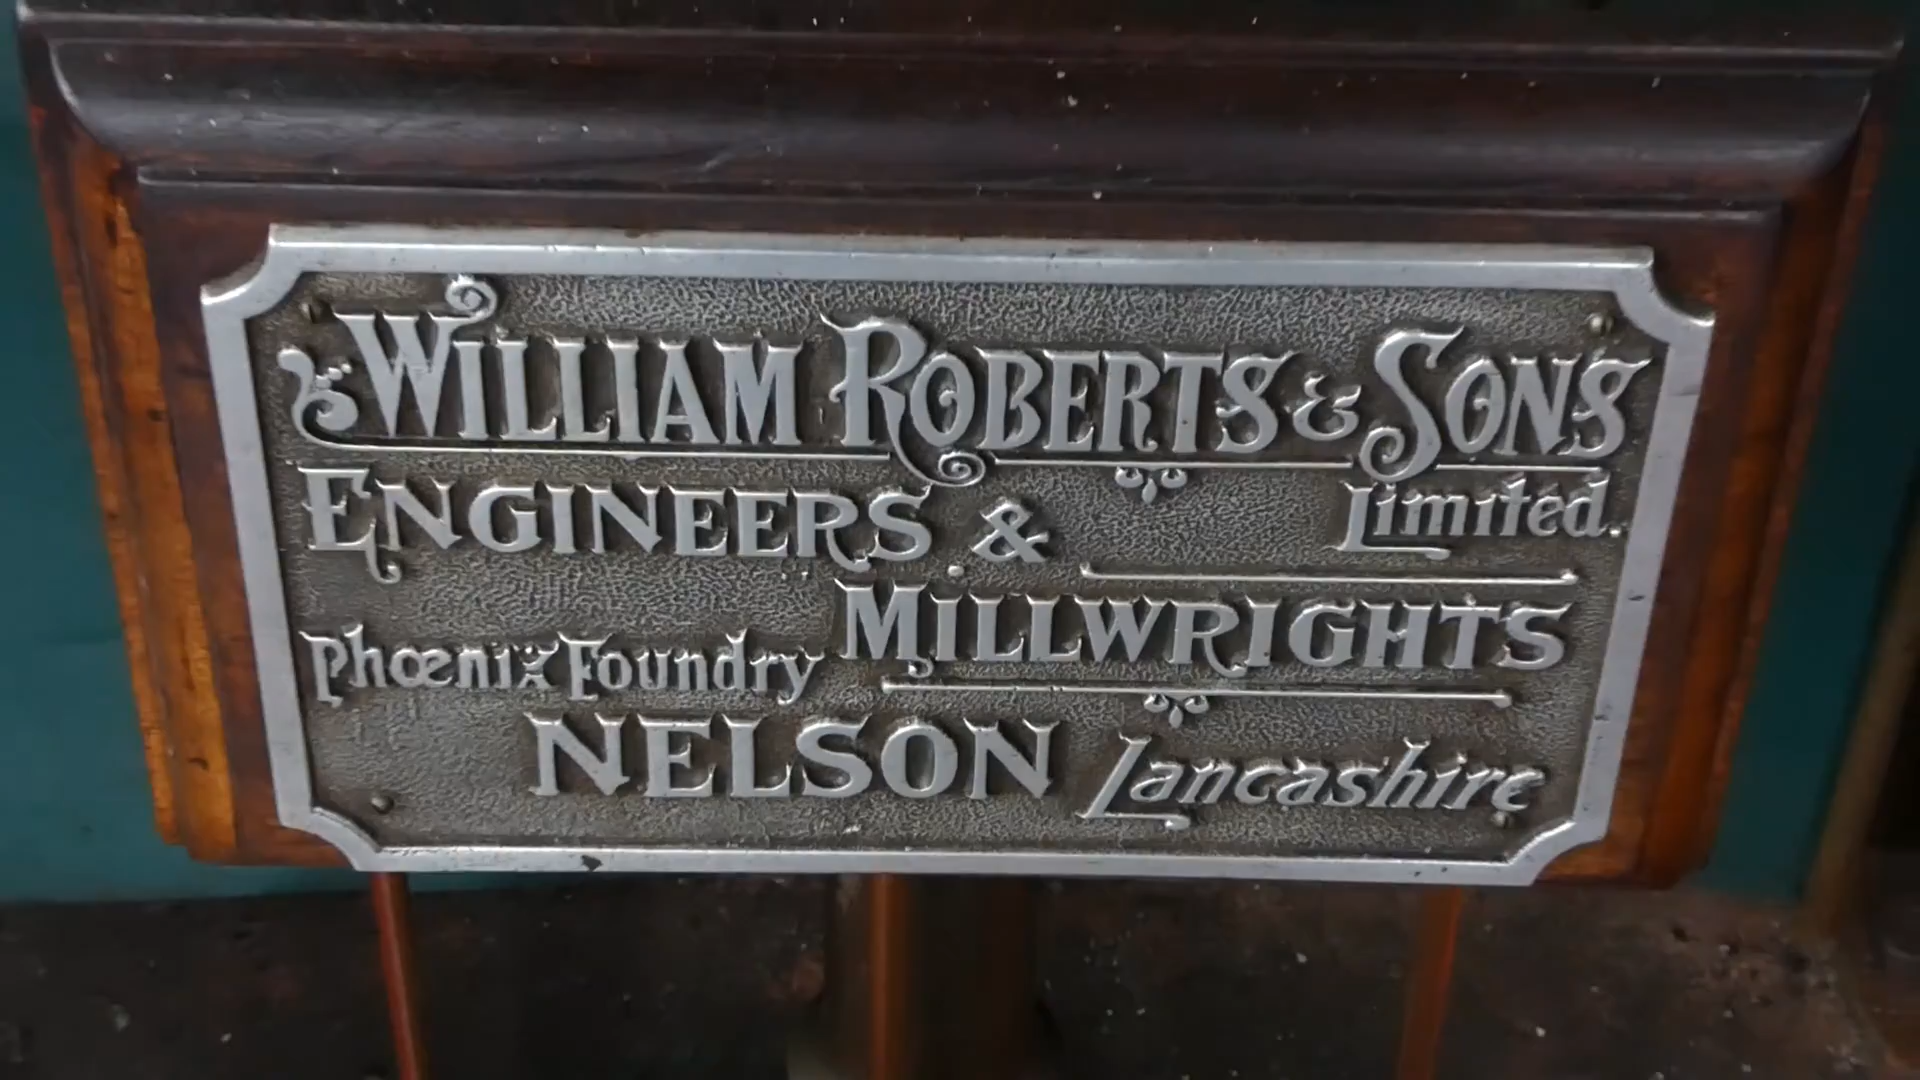 WILLIAM ROBERTS & SONS
Limited.
ENGINEERS &
MILLWRIGHTS
Phœnix Foundry
NELSON Lancashire